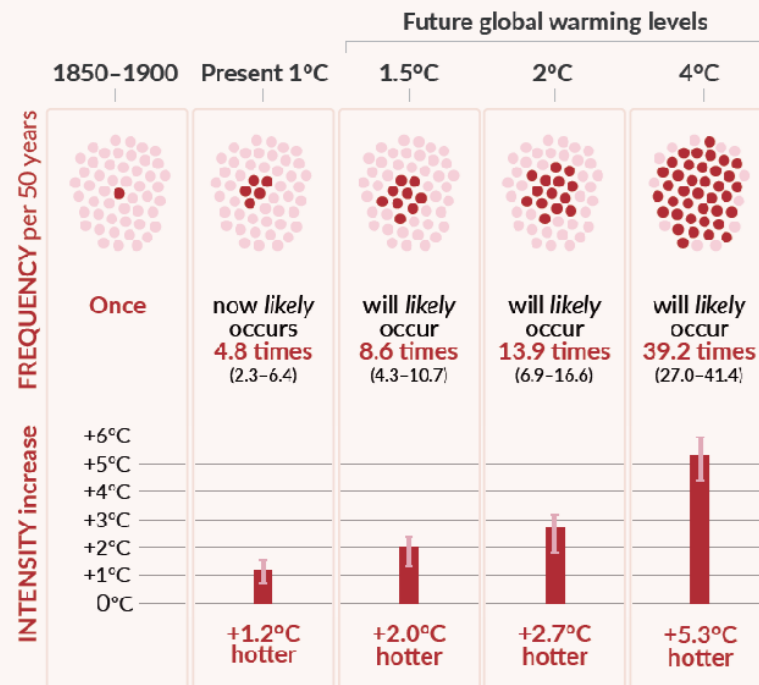 Future global warming levels
1850–1900
Present 1°C
1.5°C
2°C
4°C
FREQUENCY per 50 years
Once
now likely
occurs
4.8 times
(2.3–6.4)
will likely
occur
8.6 times
(4.3–10.7)
will likely
occur
13.9 times
(6.9–16.6)
will likely
occur
39.2 times
(27.0–41.4)
INTENSITY increase
+6°C
+5°C
+4°C
+3°C
+2°C
+1°C
0°C
+1.2°C
hotter
+2.0°C
hotter
+2.7°C
hotter
+5.3°C
hotter